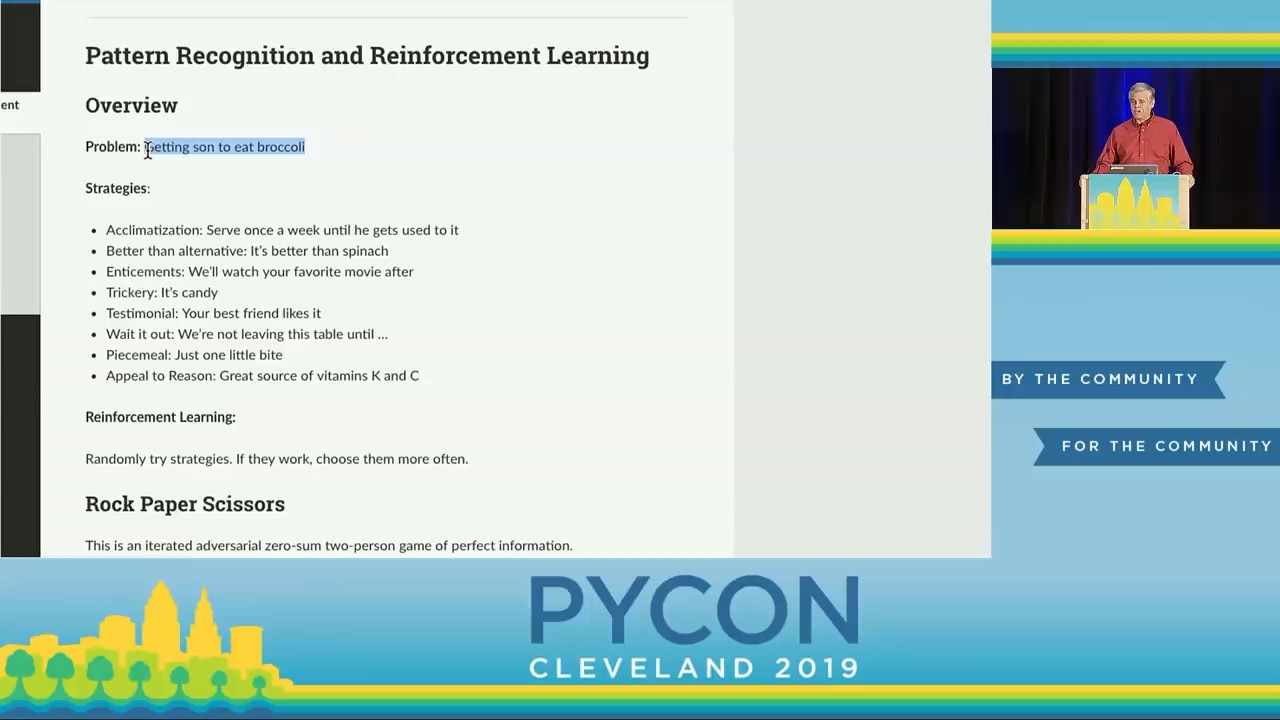 ent
Pattern Recognition and Reinforcement Learning
Overview
Problem: Getting son to eat broccoli
Strategies:
• Acclimatization: Serve once a week until he gets used to it
• Better than alternative: It's better than spinach
• Enticements: We'll watch your favorite movie after
• Trickery: It's candy
• Testimonial: Your best friend likes it
• Wait it out: We're not leaving this table until ...
• Piecemeal: Just one little bite
• Appeal to Reason: Great source of vitamins K and C
Reinforcement Learning:
Randomly try strategies. If they work, choose them more often.
Rock Paper Scissors
This is an iterated adversarial zero-sum two-person game of perfect information.
BY THE COMMUNITY
FOR THE COMMUNITY
PYCON
CLEVELAND 2019